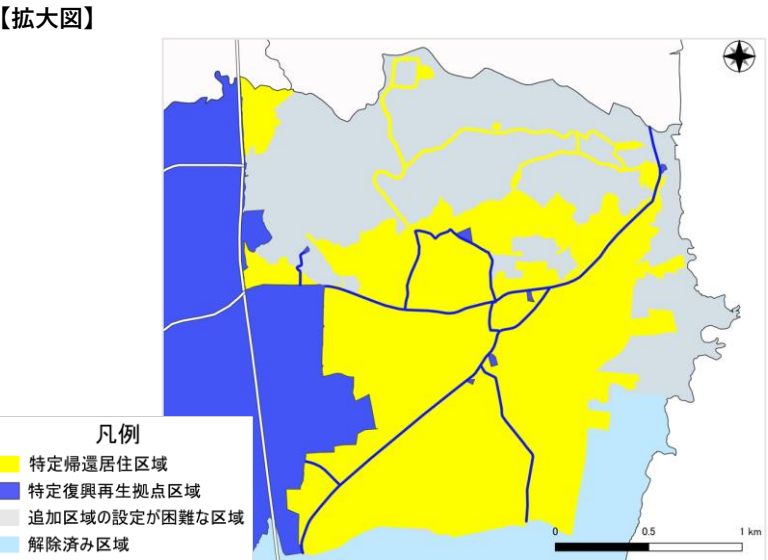 【拡大図】
凡例
特定帰還居住区域
特定復興再生拠点区域
追加区域の設定が困難な区域
解除済み区域
0 0.5 1 km